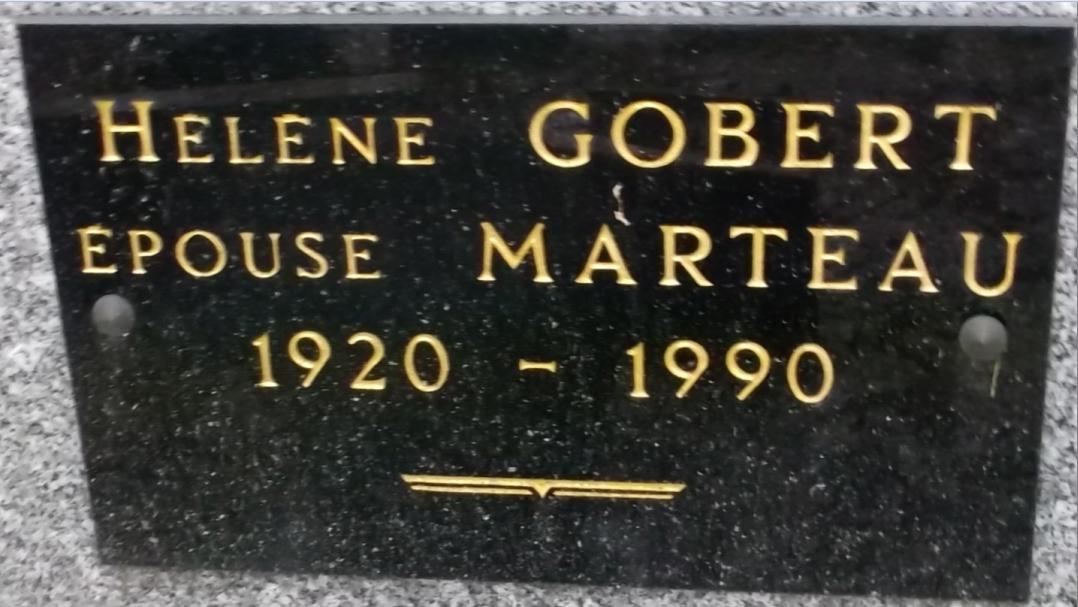 HELENE GOBERT
EPOUSE MARTEAU
1920 - 1990